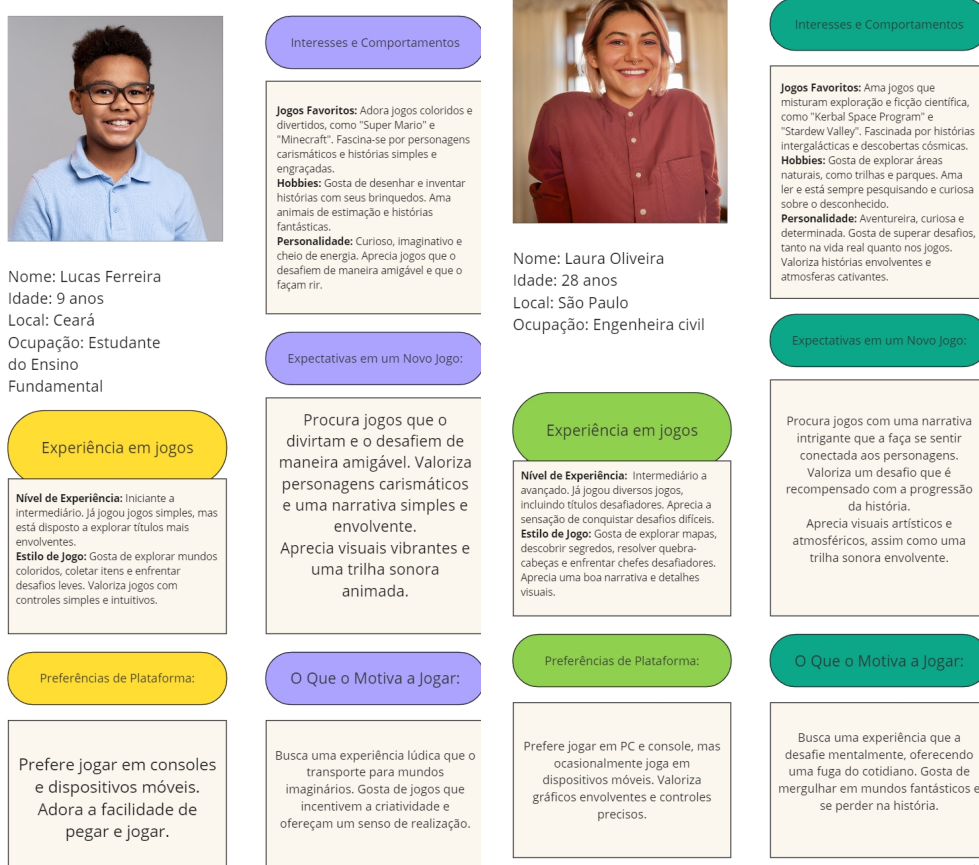 Nome: Lucas Ferreira
Idade: 9 anos
Local: Ceará
Ocupação: Estudante
do Ensino
Fundamental
Experiência em jogos
Nível de Experiência: Iniciante a
intermediário. Já jogou jogos simples, mas
está disposto a explorar títulos mais
envolventes.
Estilo de Jogo: Gosta de explorar mundos
coloridos, coletar itens e enfrentar
desafios leves. Valoriza jogos com
controles simples e intuitivos.
Preferências de Plataforma:
Prefere jogar em consoles
e dispositivos móveis.
Adora a facilidade de
pegar e jogar.
Interesses e Comportamentos
Jogos Favoritos: Adora jogos coloridos e
divertidos, como "Super Mario" e
"Minecraft". Fascina-se por personagens
carismáticos e histórias simples e
engraçadas.
Hobbies: Gosta de desenhar e inventar
histórias com seus brinquedos. Ama
animais de estimação e histórias
fantásticas.
Personalidade: Curioso, imaginativo e
cheio de energia. Aprecia jogos que o
desafiem de maneira amigável e que o
façam rir.
Expectativas em um Novo Jogo:
Procura jogos que o
divirtam e o desafiem de
maneira amigável. Valoriza
personagens carismáticos
e uma narrativa simples e
envolvente.
Aprecia visuais vibrantes e
uma trilha sonora
animada.
O Que o Motiva a Jogar:
Busca uma experiência lúdica que o
transporte para mundos
imaginários. Gosta de jogos que
incentivem a criatividade e
ofereçam um senso de realização.
Nome: Laura Oliveira
Idade: 28 anos
Local: São Paulo
Ocupação: Engenheira civil
Experiência em jogos
Nível de Experiência: Intermediário a
avançado. Já jogou diversos jogos,
incluindo títulos desafiadores. Aprecia a
sensação de conquistar desafios difíceis.
Estilo de Jogo: Gosta de explorar mapas,
descobrir segredos, resolver quebra-
cabeças e enfrentar chefes desafiadores.
Aprecia uma boa narrativa e detalhes
visuais.
Preferências de Plataforma:
Prefere jogar em PC e console, mas
ocasionalmente joga em
dispositivos móveis. Valoriza
gráficos envolventes e controles
precisos.
Interesses e Comportamentos
Jogos Favoritos: Ama jogos que
misturam exploração e ficção científica,
como "Kerbal Space Program" e
"Stardew Valley". Fascinada por histórias
intergalácticas e descobertas cósmicas.
Hobbies: Gosta de explorar áreas
naturais, como trilhas e parques. Ama
ler e está sempre pesquisando e curiosa
sobre o desconhecido.
Personalidade: Aventureira, curiosa e
determinada. Gosta de superar desafios,
tanto na vida real quanto nos jogos.
Valoriza histórias envolventes e
atmosferas cativantes.
Expectativas em um Novo Jogo:
Procura jogos com uma narrativa
intrigante que a faça se sentir
conectada aos personagens.
Valoriza um desafio que é
recompensado com a progressão
da história.
Aprecia visuais artísticos e
atmosféricos, assim como uma
trilha sonora envolvente.
O Que o Motiva a Jogar:
Busca uma experiência que a
desafie mentalmente, oferecendo
uma fuga do cotidiano. Gosta de
mergulhar em mundos fantásticos e
se perder na história.